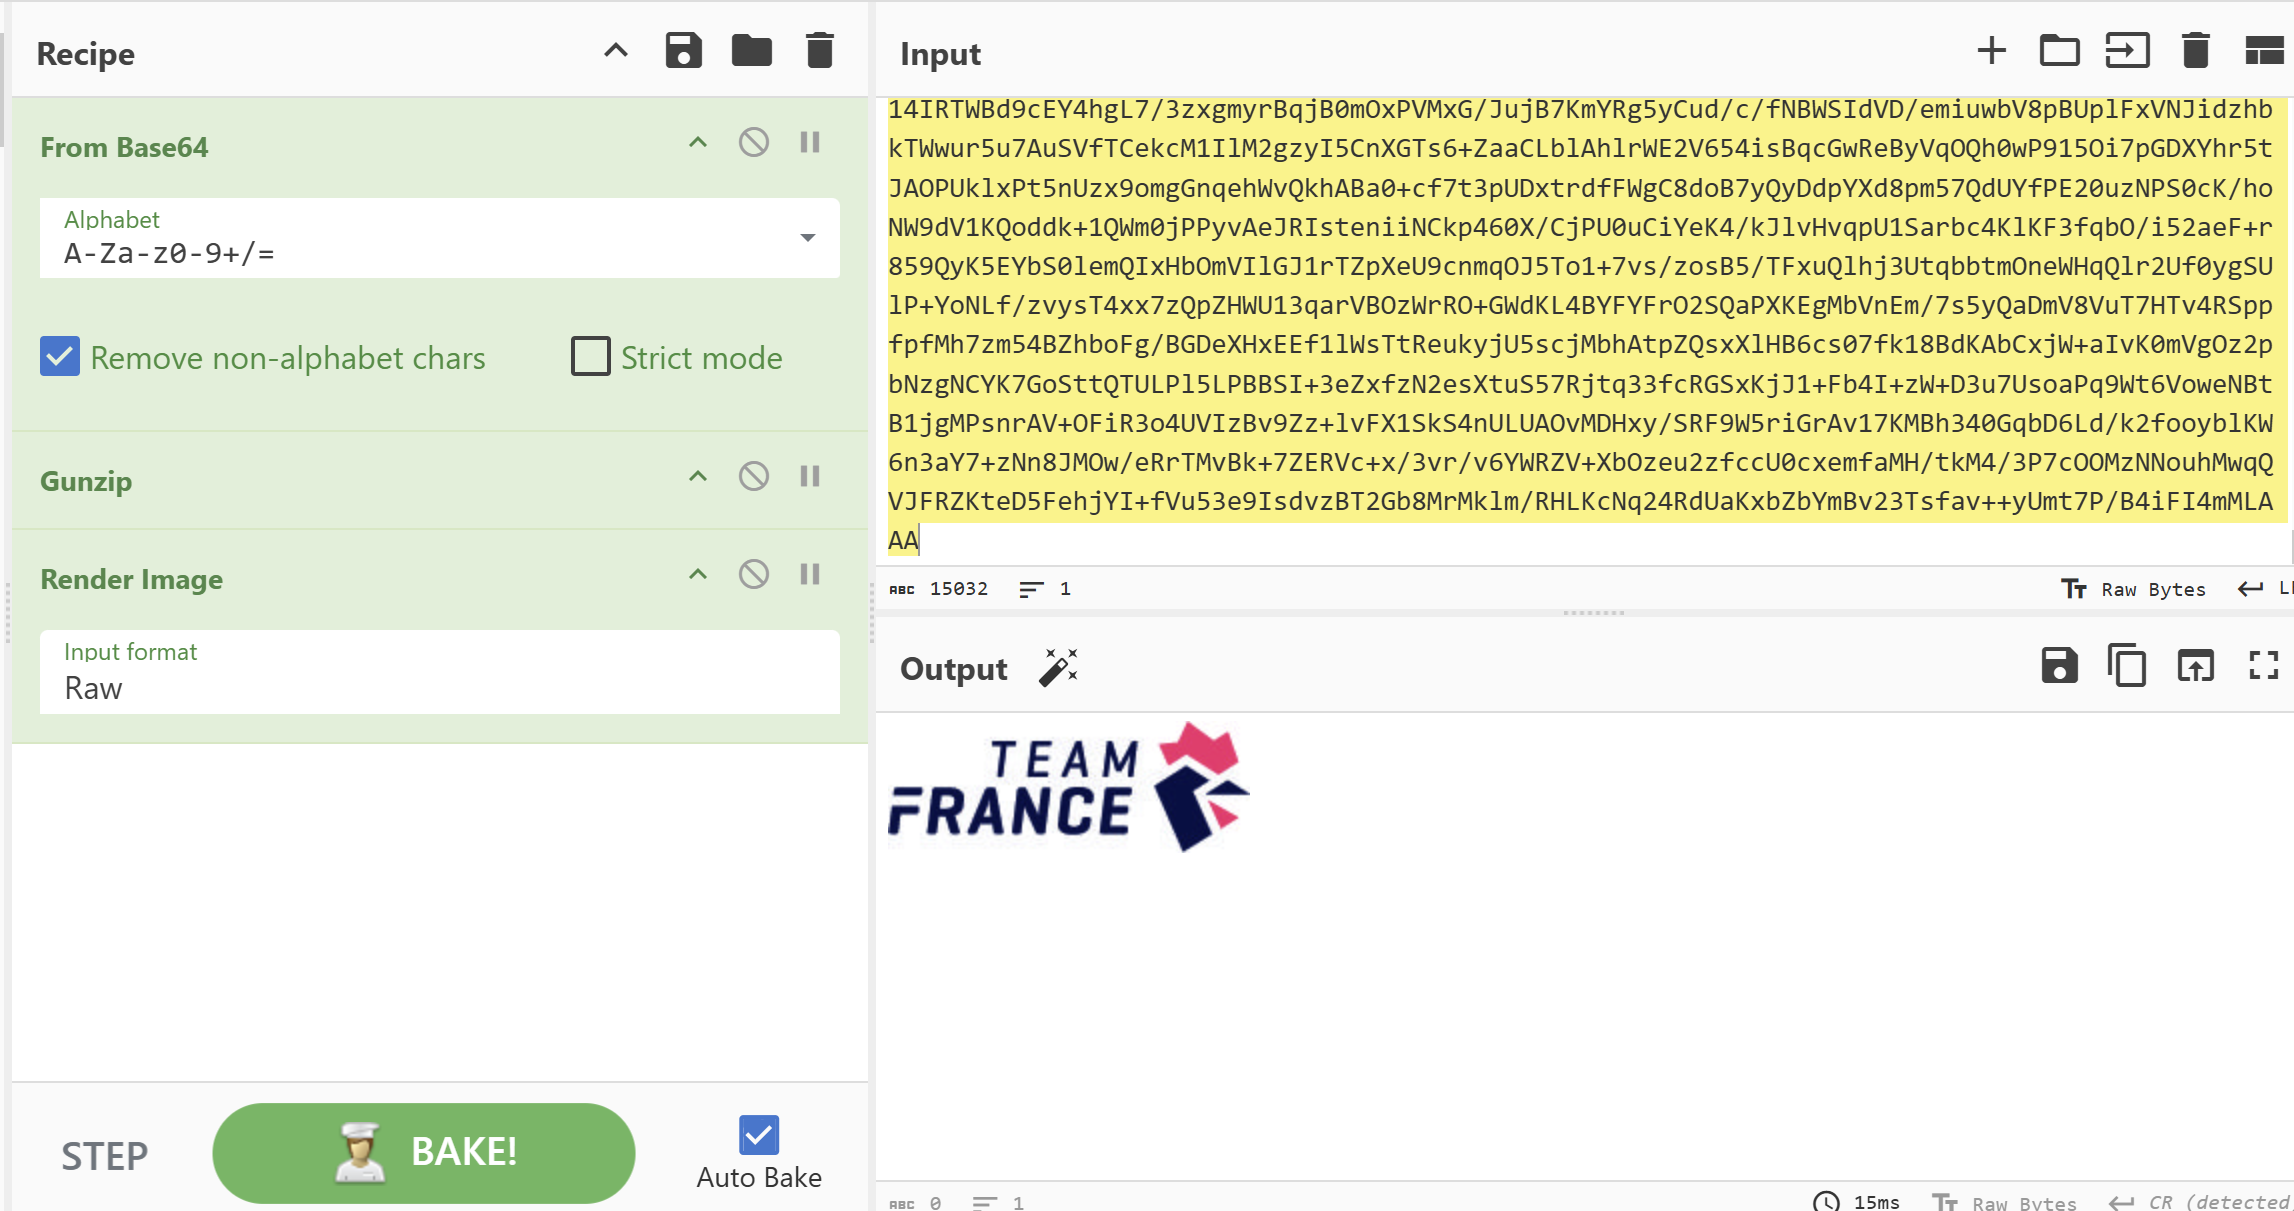 Recipe
From Base64
Alphabet
A-Za-z0-9+/=
Remove non-alphabet chars
Strict mode
Gunzip
Render Image
Input format
Raw
STEP
BAKE!
Auto Bake
Input
14IRTWBd9cEY4hgL7/3zxgmyrBqjB0mOxPVMxG/JujB7KmYRg5yCud/c/fNBWSIdVD/emiuwbV8pBUplFxVNJidzhb
kTWwur5u7AuSVfTCekcM1IlM2gzyI5CnXGTs6+ZaaCLblAhlrWE2V654isBqcGwReByVqOQh0wP915Oi7pGDXYhr5t
JAOPUklxPt5nUzx9omgGnqehWvQkhABa0+cf7t3pUDxtrdfFWgC8doB7yQyDdpYXd8pm57QdUYfPE20uzNPS0cK/ho
NW9dV1KQoddk+1QWm0jPPyvAeJRIsteniiNCkp460X/CjPU0uCiYeK4/kJlvHvqpU1Sarbc4KlKF3fqbO/i52aeF+r
859QyK5EYbS0lemQIxHbOmVIlGJ1rTZpXeU9cnmqOJ5To1+7vs/zosB5/TFxuQlhj3UtqbbtmOneWHqQlr2Uf0ygSU
lP+YoNLf/zvysT4xx7zQpZHWU13qarVBOzWrRO+GWdKL4BYFYFrO2SQaPXKEgMbVnEm/7s5yQaDmV8VuT7HTv4RSpp
fpfMh7zm54BZhboFg/BGDeXHxEEf1lWsTtReukyjU5scjMbhAtpZQsxXlHB6cs07fk18BdKAbCxjW+aIvK0mVgOz2p
bNzgNCYK7GoSttQTULPl5LPBBSI+3eZxfzN2esXtuS57Rjtq33fcRGSxKjJ1+Fb4I+zW+D3u7UsoaPq9Wt6VoweNBt
B1jgMPsnrAV+OFiR3o4UVIzBv9Zz+lvFX1SkS4nULUAOvMDHxy/SRF9W5riGrAv17KMBh340GqbD6Ld/k2fooyblKW
6n3aY7+zNn8JMOw/eRrTMvBk+7ZERVc+x/3vr/v6YWRZV+XbOzeu2zfccU0cxemfaMH/tkM4/3P7cOOMzNNouhMwqQ
VJFRZKteD5FehjYI+fVu53e9IsdvzBT2Gb8MrMklm/RHLKcNq24RdUaKxbZbYmBv23Tsfav++yUmt7P/B4iFI4mMLA
AA
ABC 15032 1 Raw Bytes
Output
TEAM
FRANCE
ABC 0 1 15ms Raw Bytes CR (detected